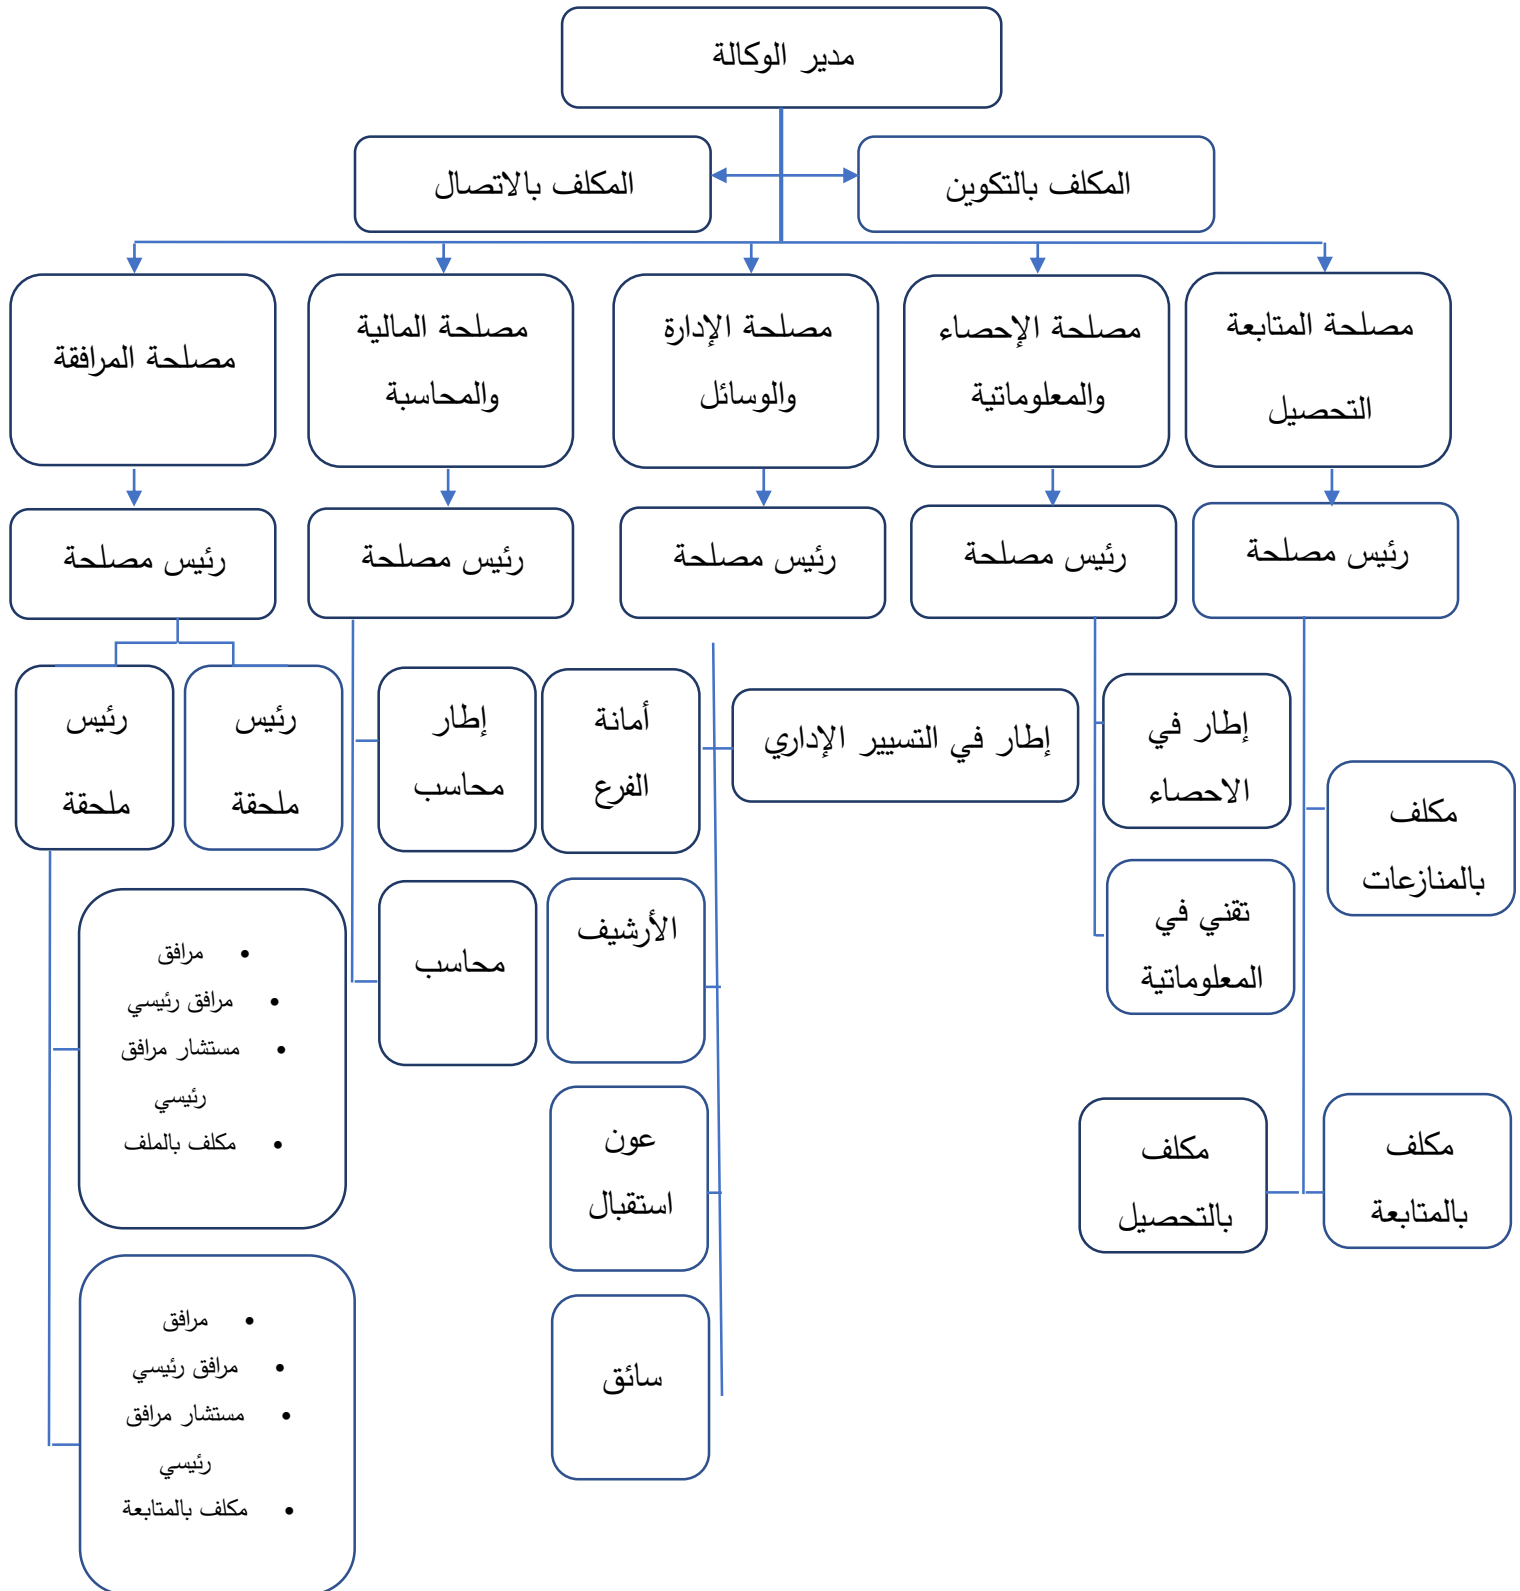 مدير الوكالة
المكلف بالتكوين
المكلف بالاتصال
مصلحة المتابعة
التحصيل
مصلحة الإحصاء
والمعلوماتية
مصلحة الإدارة
والوسائل
مصلحة المالية
والمحاسبة
مصلحة المرافقة
رئيس مصلحة
رئيس مصلحة
رئيس مصلحة
رئيس مصلحة
رئيس مصلحة
مكلف
بالمنازعات
مكلف
بالمتابعة
مكلف
بالتحصيل
إطار في
الاحصاء
تقني في
المعلوماتية
إطار في التسيير الإداري
أمانة
الفرع
الأرشيف
عون
استقبال
سائق
إطار
محاسب
محاسب
رئيس
ملحقة
رئيس
ملحقة
• مرافق
• مرافق رئيسي
• مستشار مرافق
رئيسي
• مكلف بالملف
• مرافق
• مرافق رئيسي
• مستشار مرافق
رئيسي
• مكلف بالمتابعة